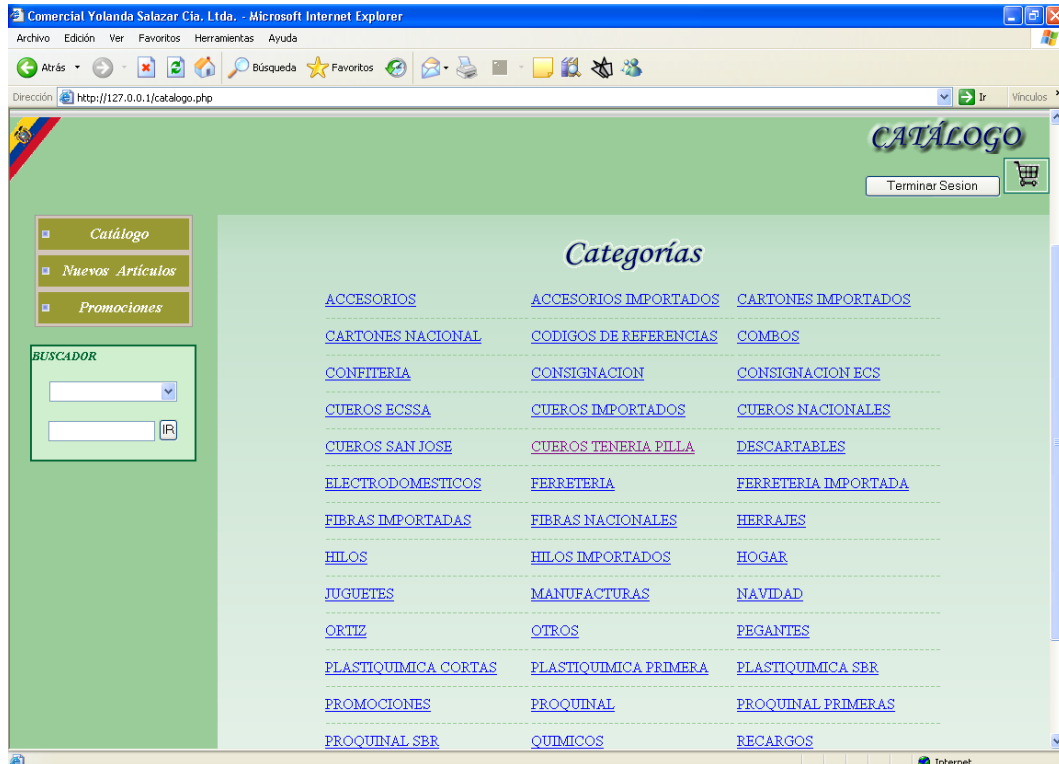 Comercial Yolanda Salazar Cia. Ltda. - Microsoft Internet Explorer
Archivo Edición Ver Favoritos Herramientas Ayuda
Atrás Búsqueda Favoritos
Dirección http://127.0.0.1/catalogo.php Ir Vínculos
CATÁLOGO
Terminar Sesion
Catálogo
Nuevos Artículos
Promociones
BUSCADOR
IR
Categorías
ACCESORIOS ACCESORIOS IMPORTADOS CARTONES IMPORTADOS
CARTONES NACIONAL CODIGOS DE REFERENCIAS COMBOS
CONFITERIA CONSIGNACION CONSIGNACION ECS
CUEROS ECSSA CUEROS IMPORTADOS CUEROS NACIONALES
CUEROS SAN JOSE CUEROS TENERIA PILLA DESCARTABLES
ELECTRODOMESTICOS FERRETERIA FERRETERIA IMPORTADA
FIBRAS IMPORTADAS FIBRAS NACIONALES HERRAJES
HILOS HILOS IMPORTADOS HOGAR
JUGUETES MANUFACTURAS NAVIDAD
ORTIZ OTROS PEGANTES
PLASTIQUIMICA CORTAS PLASTIQUIMICA PRIMERA PLASTIQUIMICA SBR
PROMOCIONES PROQUINAL PROQUINAL PRIMERAS
PROQUINAL SBR QUIMICOS RECARGOS
Internet